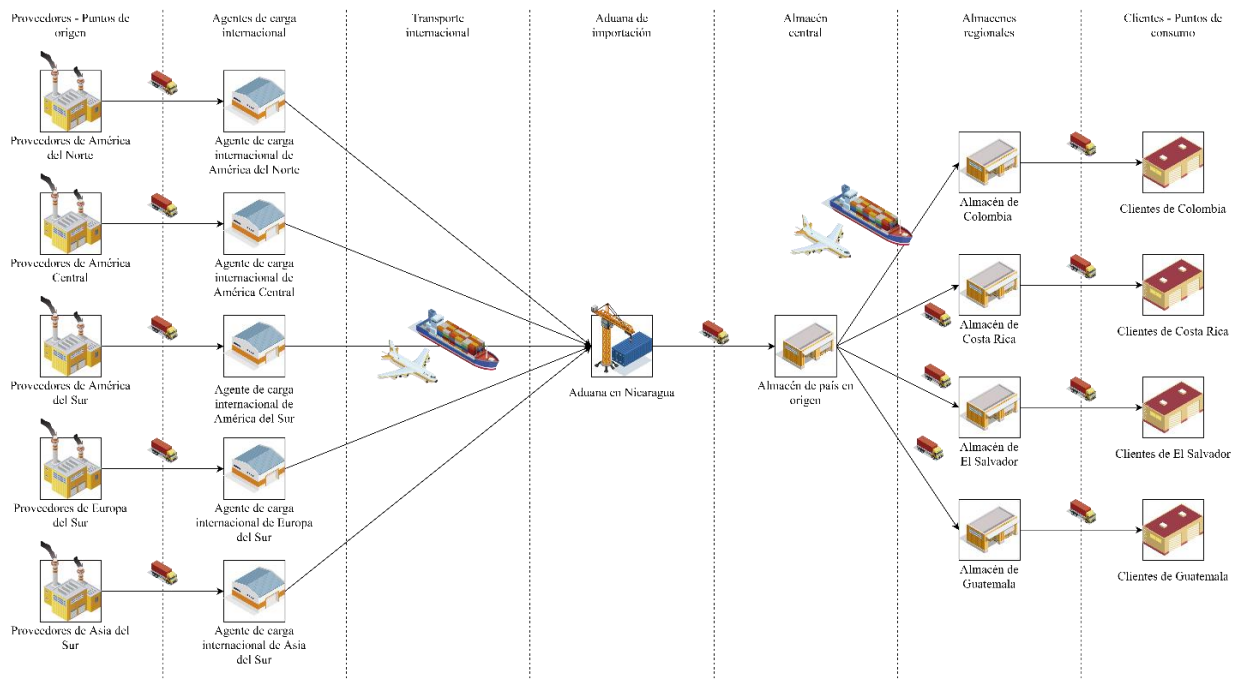 Proveedores - Puntos de
origen
Agentes de carga
internacional
Transporte
internacional
Aduana de
importación
Almacén
central
Almacenes
regionales
Clientes - Puntos de
consumo
Proveedores de América
del Norte
Agente de carga
internacional de
América del Norte
Proveedores de América
Central
Agente de carga
internacional de
América Central
Proveedores de América
del Sur
Agente de carga
internacional de
América del Sur
Proveedores de Europa
del Sur
Agente de carga
internacional de Europa
del Sur
Proveedores de Asia del
Sur
Agente de carga
internacional de Asia
del Sur
Aduana en Nicaragua
Almacén de país en
origen
Almacén de
Colombia
Clientes de Colombia
Almacén de
Costa Rica
Clientes de Costa Rica
Almacén de
El Salvador
Clientes de El Salvador
Almacén de
Guatemala
Clientes de Guatemala